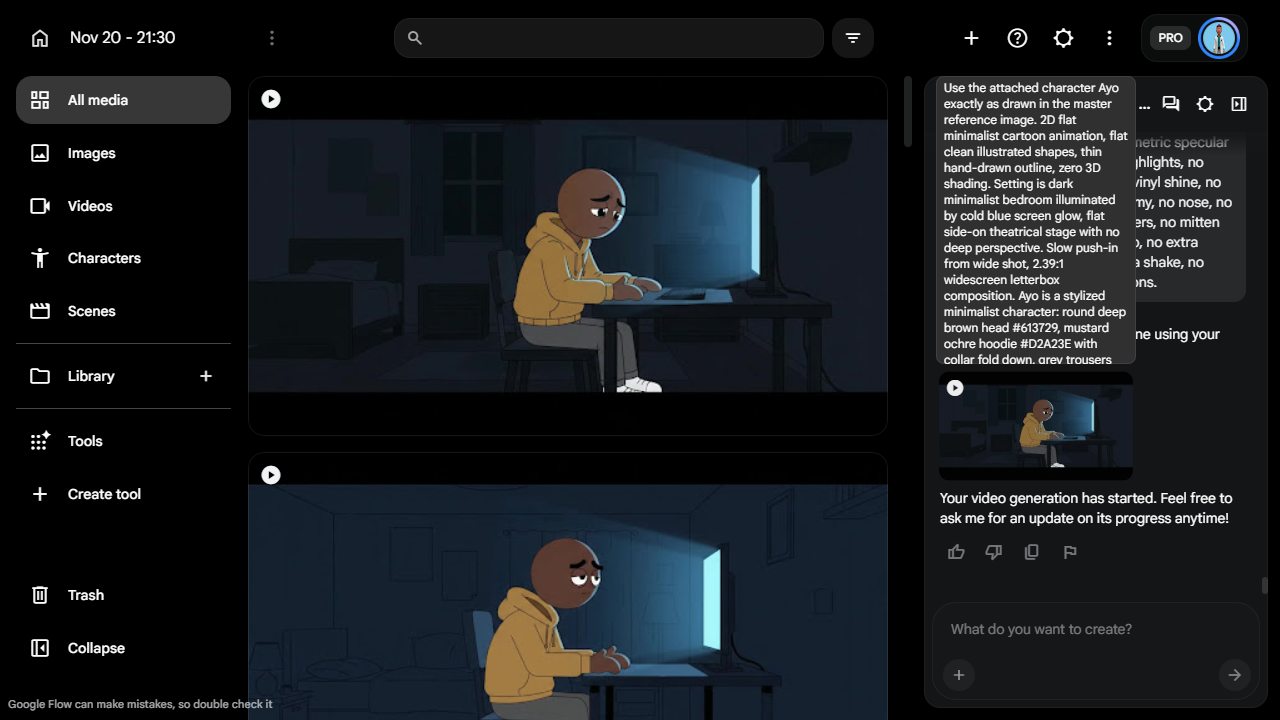 Nov 20 - 21:30
PRO
All media
Images
Videos
Characters
Scenes
Library
Tools
Create tool
Trash
Collapse
Google Flow can make mistakes, so double check it
Use the attached character Ayo
exactly as drawn in the master
reference image. 2D flat
minimalist cartoon animation, flat
clean illustrated shapes, thin
hand-drawn outline, zero 3D
shading. Setting is dark
minimalist bedroom illuminated
by cold blue screen glow, flat
side-on theatrical stage with no
deep perspective. Slow push-in
from wide shot, 2.39:1
widescreen letterbox
composition. Ayo is a stylized
minimalist character: round deep
brown head #613729, mustard
ochre hoodie #D2A23E with
collar fold down, grey trousers
...
specular
no
vinyl shine, no
no nose, no
no mitten
no extra
shake, no
using your
Your video generation has started. Feel free to
ask me for an update on its progress anytime!
What do you want to create?